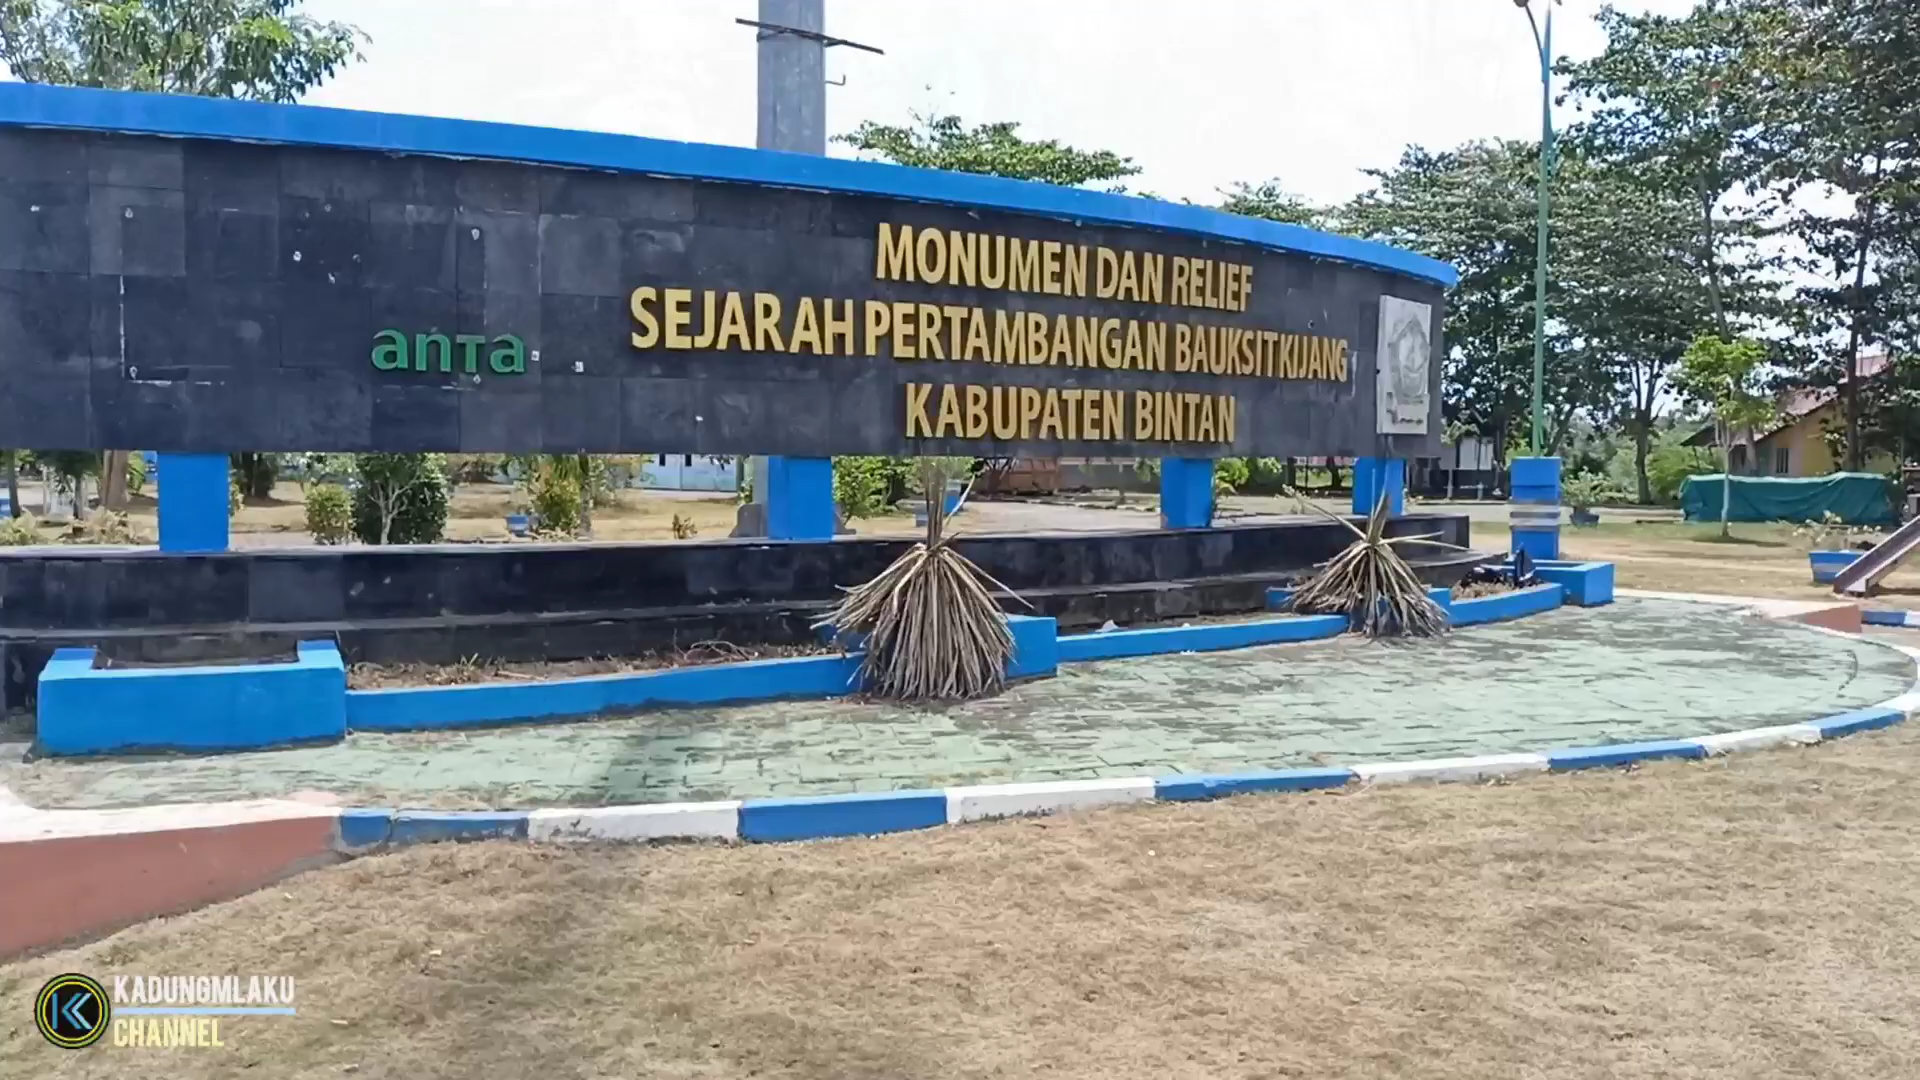 MONUMEN DAN RELIEF
SEJARAH PERTAMBANGAN BAUKSIT KIJANG
KABUPATEN BINTAN
anTa
KADUNGMLAKU
CHANNEL